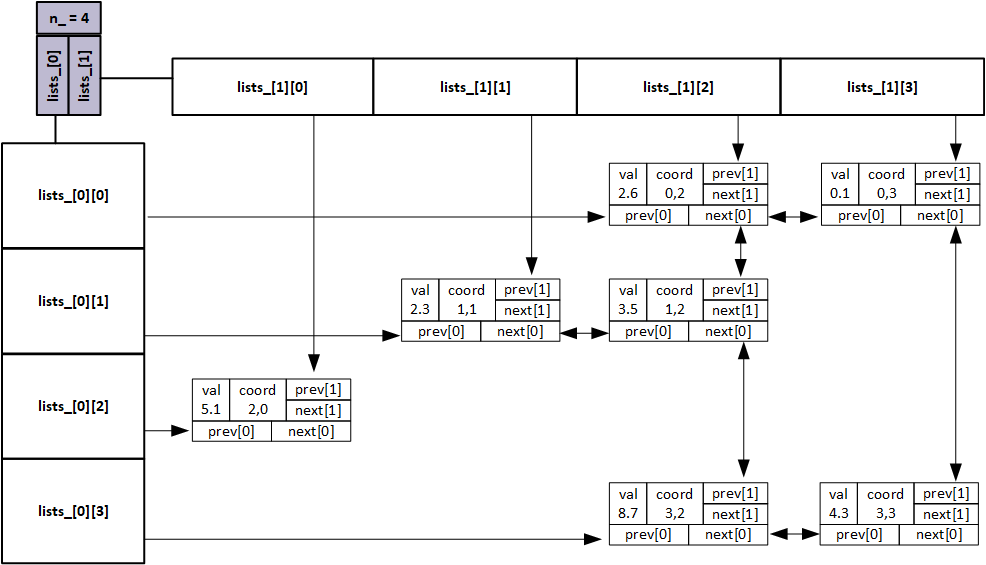 n_ = 4
lists_[0]
lists_[1]
lists_[1][0]
lists_[1][1]
lists_[1][2]
lists_[1][3]
lists_[0][0]
val coord prev[1]
2.6 0,2 next[1]
prev[0] next[0]
val coord prev[1]
0.1 0,3 next[1]
prev[0] next[0]
lists_[0][1]
val coord prev[1]
2.3 1,1 next[1]
prev[0] next[0]
val coord prev[1]
3.5 1,2 next[1]
prev[0] next[0]
lists_[0][2]
val coord prev[1]
5.1 2,0 next[1]
prev[0] next[0]
lists_[0][3]
val coord prev[1]
8.7 3,2 next[1]
prev[0] next[0]
val coord prev[1]
4.3 3,3 next[1]
prev[0] next[0]